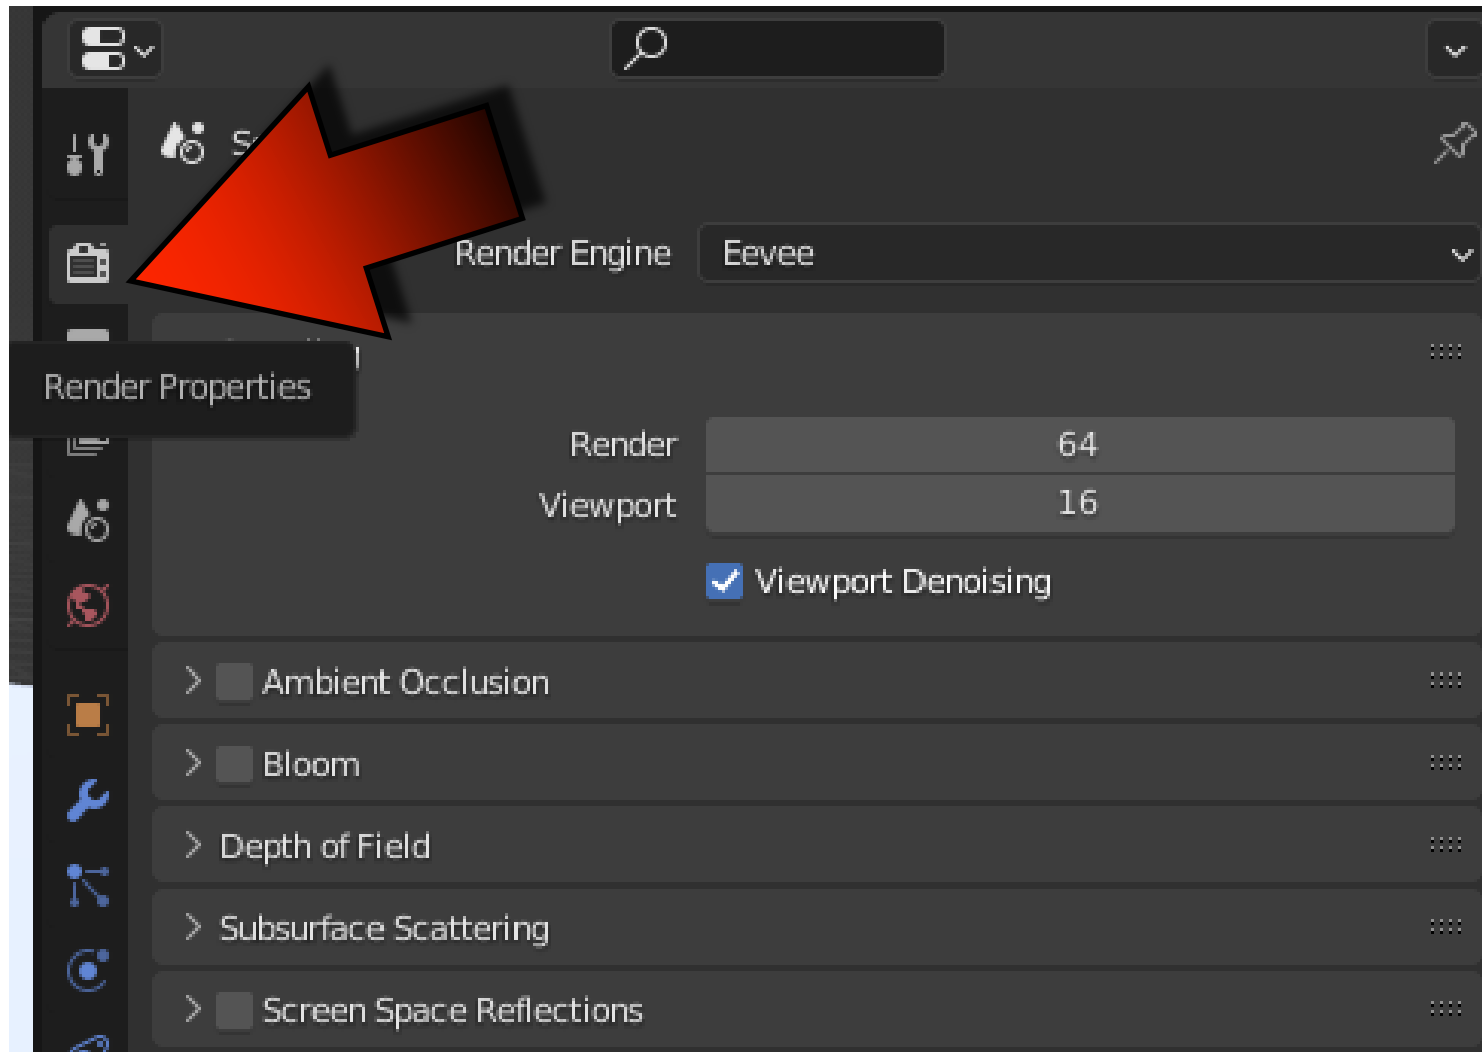 Render Engine
Eevee
Render Properties
Render
64
Viewport
16
Viewport Denoising
Ambient Occlusion
Bloom
Depth of Field
Subsurface Scattering
Screen Space Reflections